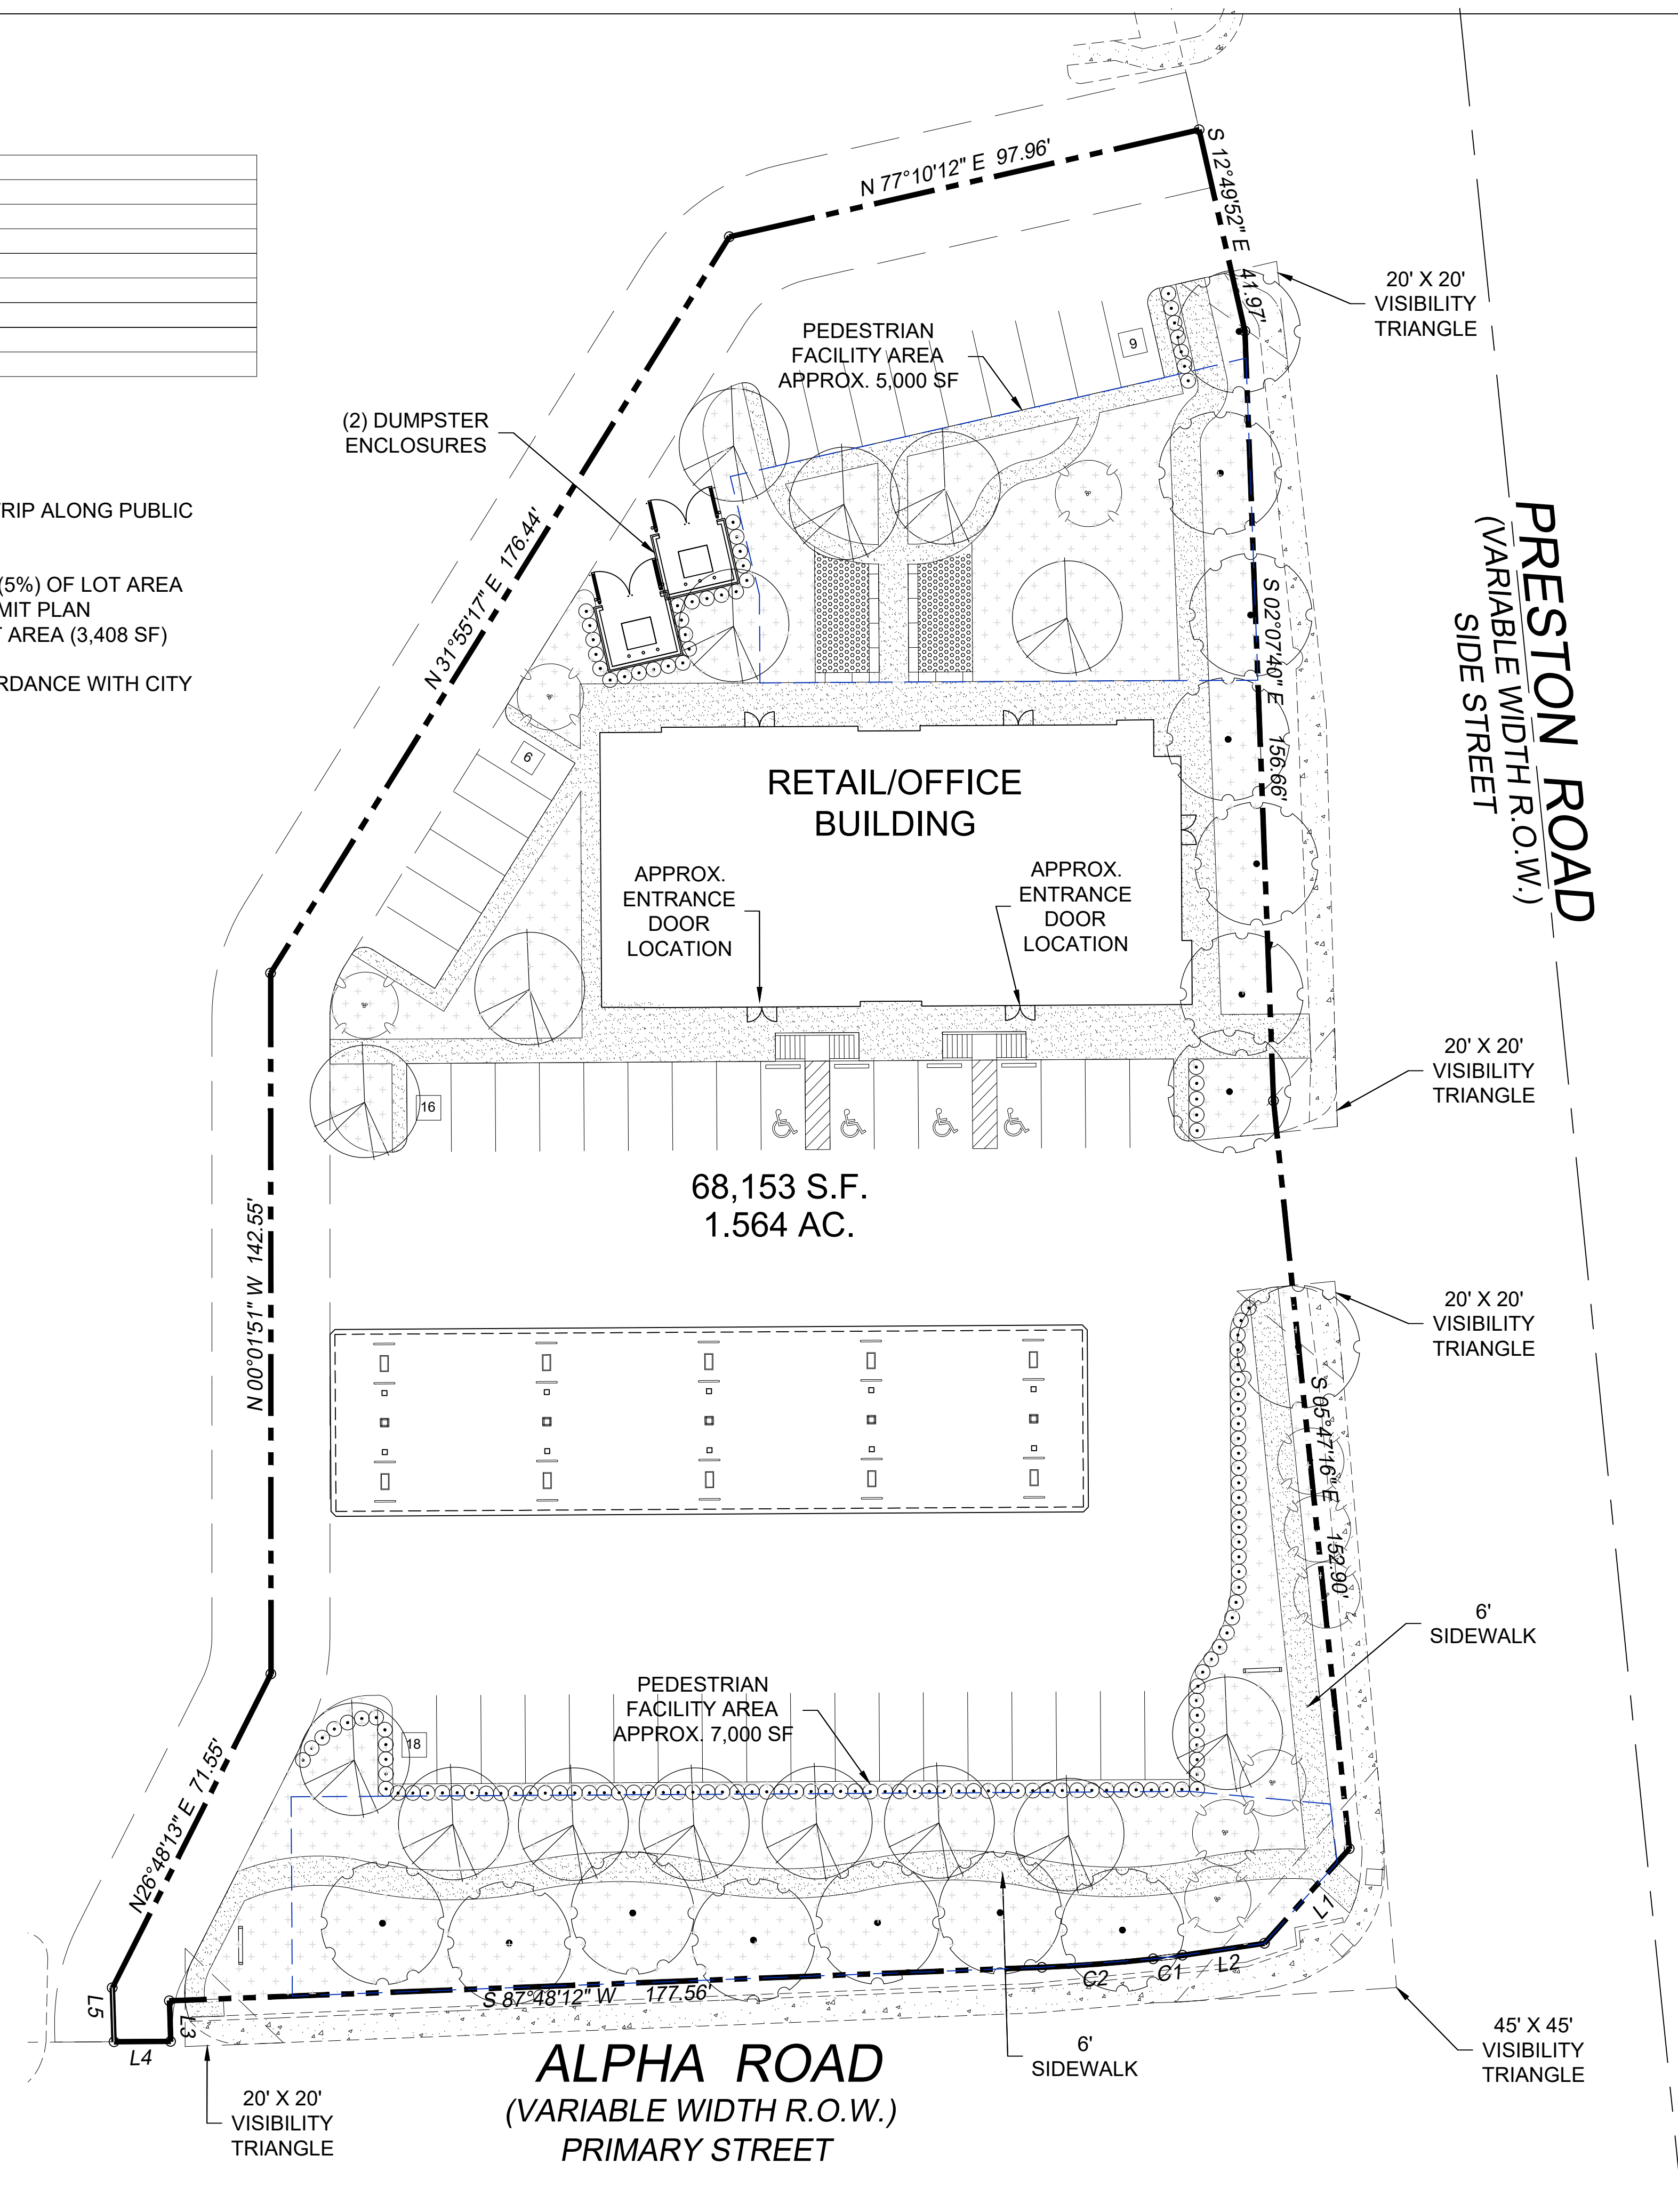 N 77°10'12" E 97.96'
S 12°49'52" E 41.97'
20' X 20'
VISIBILITY
TRIANGLE
PEDESTRIAN
FACILITY AREA
APPROX. 5,000 SF
9
(2) DUMPSTER
ENCLOSURES
TRIP ALONG PUBLIC
(5%) OF LOT AREA
MIT PLAN
T AREA (3,408 SF)
RDANCE WITH CITY
N 31°55'17" E 176.44'
S 02°07'40" E 156.66'
PRESTON ROAD
(VARIABLE WIDTH R.O.W.)
SIDE STREET
6
RETAIL/OFFICE
BUILDING
APPROX.
ENTRANCE
DOOR
LOCATION
APPROX.
ENTRANCE
DOOR
LOCATION
20' X 20'
VISIBILITY
TRIANGLE
16
68,153 S.F.
1.564 AC.
N 00°01'51" W 142.55'
20' X 20'
VISIBILITY
TRIANGLE
S 05°47'16" E 152.90'
6'
SIDEWALK
PEDESTRIAN
FACILITY AREA
APPROX. 7,000 SF
18
N26°48'13" E 71.55'
L1
L2
C1
C2
S 87°48'12" W 177.56'
L5
L3
L4
ALPHA ROAD
(VARIABLE WIDTH R.O.W.)
PRIMARY STREET
6'
SIDEWALK
45' X 45'
VISIBILITY
TRIANGLE
20' X 20'
VISIBILITY
TRIANGLE